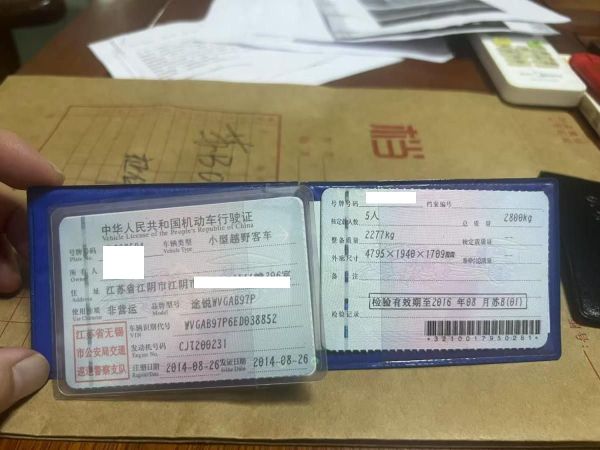 中华人民共和国机动车行驶证
Vehicle License of the People's Republic of China
号牌号码
Plate No.
车辆类型
Vehicle Type
小型越野客车
所有人
Owner
住址
Address
江苏省江阴市江阴市
使用性质
Use Character
非营运
品牌型号
Model
途锐WVGAB97P
江苏省无锡
市公安局交通
巡逻警察支队
车辆识别代号
VIN
WVGAB97P6ED038852
发动机号码
Engine No.
CJT200231
注册日期
Register Date
2014-08-26
发证日期
Issue Date
2014-08-26
号牌号码
档案编号
核定载人数
5人
总质量
2800kg
整备质量
2277kg
核定载质量
外廓尺寸
4795×1940×1709mm
准牵引总质量
备注
检验有效期至2016年08月苏B(01)
检验记录
*3210017950281*
档